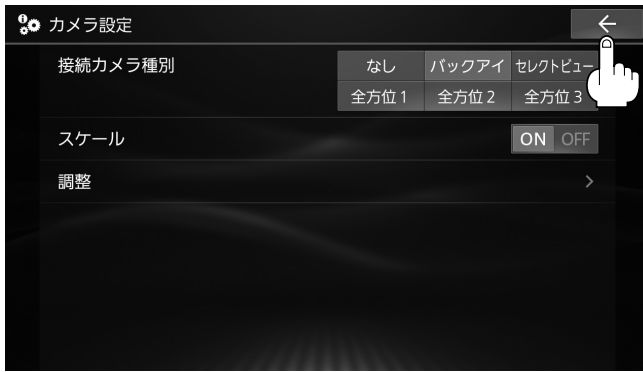 カメラ設定
接続カメラ種別
なし バックアイ セレクトビュー
全方位1 全方位2 全方位3
スケール
ON OFF
調整